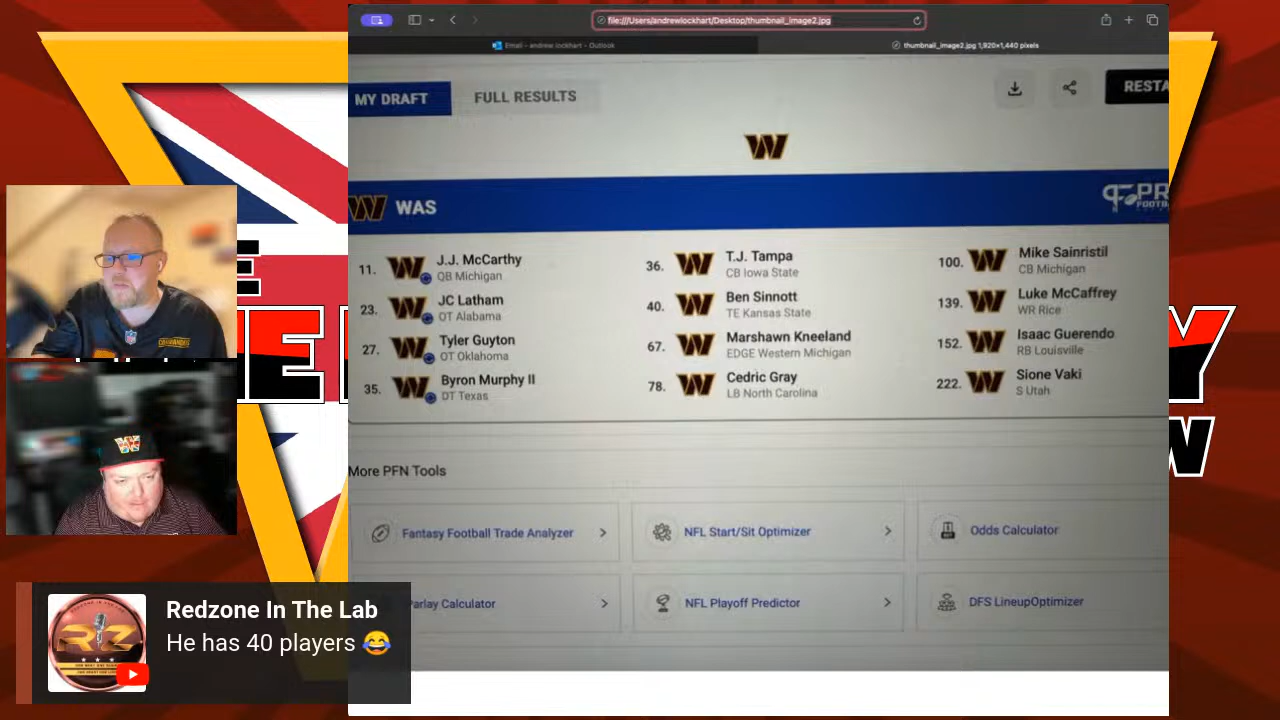 file:///Users/andrewlockhart/Desktop/thumbnail_image2.jpg
Email - andrew lockhart - Outlook
thumbnail_image2.jpg 1,920×1,440 pixels
MY DRAFT
FULL RESULTS
RESTA
W
W WAS
PRO
FOOTB
11. J.J. McCarthy
QB Michigan
23. JC Latham
OT Alabama
27. Tyler Guyton
OT Oklahoma
35. Byron Murphy II
DT Texas
36. T.J. Tampa
CB Iowa State
40. Ben Sinnott
TE Kansas State
67. Marshawn Kneeland
EDGE Western Michigan
78. Cedric Gray
LB North Carolina
100. Mike Sainristil
CB Michigan
139. Luke McCaffrey
WR Rice
152. Isaac Guerendo
RB Louisville
222. Sione Vaki
S Utah
More PFN Tools
Fantasy Football Trade Analyzer
NFL Start/Sit Optimizer
Odds Calculator
Parlay Calculator
NFL Playoff Predictor
DFS LineupOptimizer
Redzone In The Lab
He has 40 players 😂